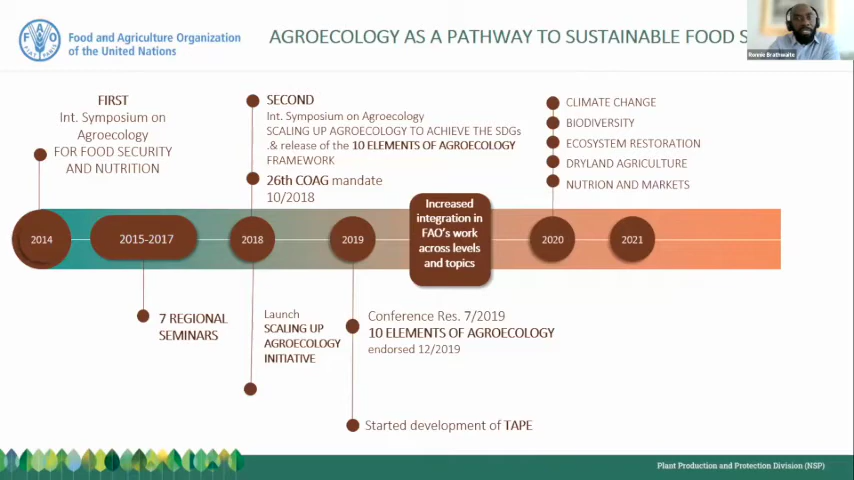 Food and Agriculture Organization
of the United Nations
AGROECOLOGY AS A PATHWAY TO SUSTAINABLE FOOD S
Ronnie Brathwaite
FIRST
Int. Symposium on
Agroecology
FOR FOOD SECURITY
AND NUTRITION
SECOND
Int. Symposium on Agroecology
SCALING UP AGROECOLOGY TO ACHIEVE THE SDGs
.& release of the 10 ELEMENTS OF AGROECOLOGY
FRAMEWORK
26th COAG mandate
10/2018
CLIMATE CHANGE
BIODIVERSITY
ECOSYSTEM RESTORATION
DRYLAND AGRICULTURE
NUTRION AND MARKETS
2014
2015-2017
2018
2019
Increased
integration in
FAO's work
across levels
and topics
2020
2021
7 REGIONAL
SEMINARS
Launch
SCALING UP
AGROECOLOGY
INITIATIVE
Conference Res. 7/2019
10 ELEMENTS OF AGROECOLOGY
endorsed 12/2019
Started development of TAPE
Plant Production and Protection Division (NSP)